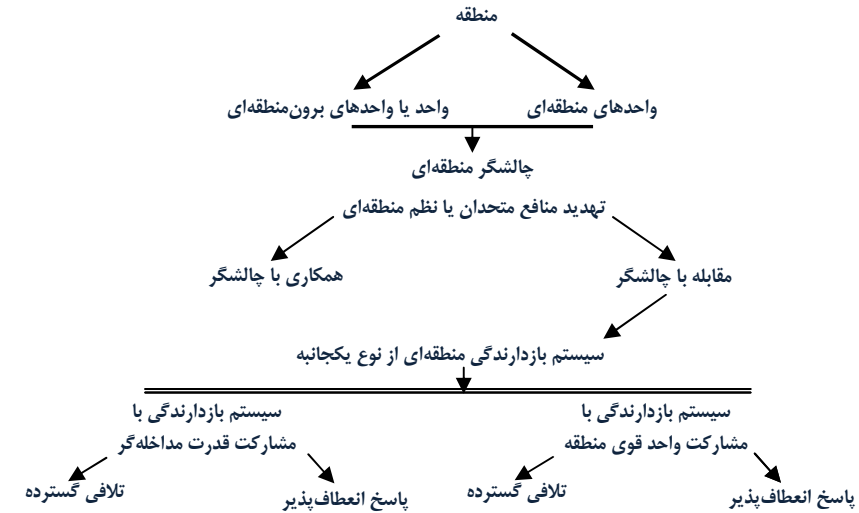 منطقه
واحدهای منطقه‌ای
واحد یا واحدهای برون‌منطقه‌ای
چالشگر منطقه‌ای
تهدید منافع متحدان یا نظم منطقه‌ای
مقابله با چالشگر
همکاری با چالشگر
سیستم بازدارندگی منطقه‌ای از نوع یکجانبه
سیستم بازدارندگی با
مشارکت واحد قوی منطقه
سیستم بازدارندگی با
مشارکت قدرت مداخله‌گر
پاسخ انعطاف‌پذیر
تلافی گسترده
پاسخ انعطاف‌پذیر
تلافی گسترده